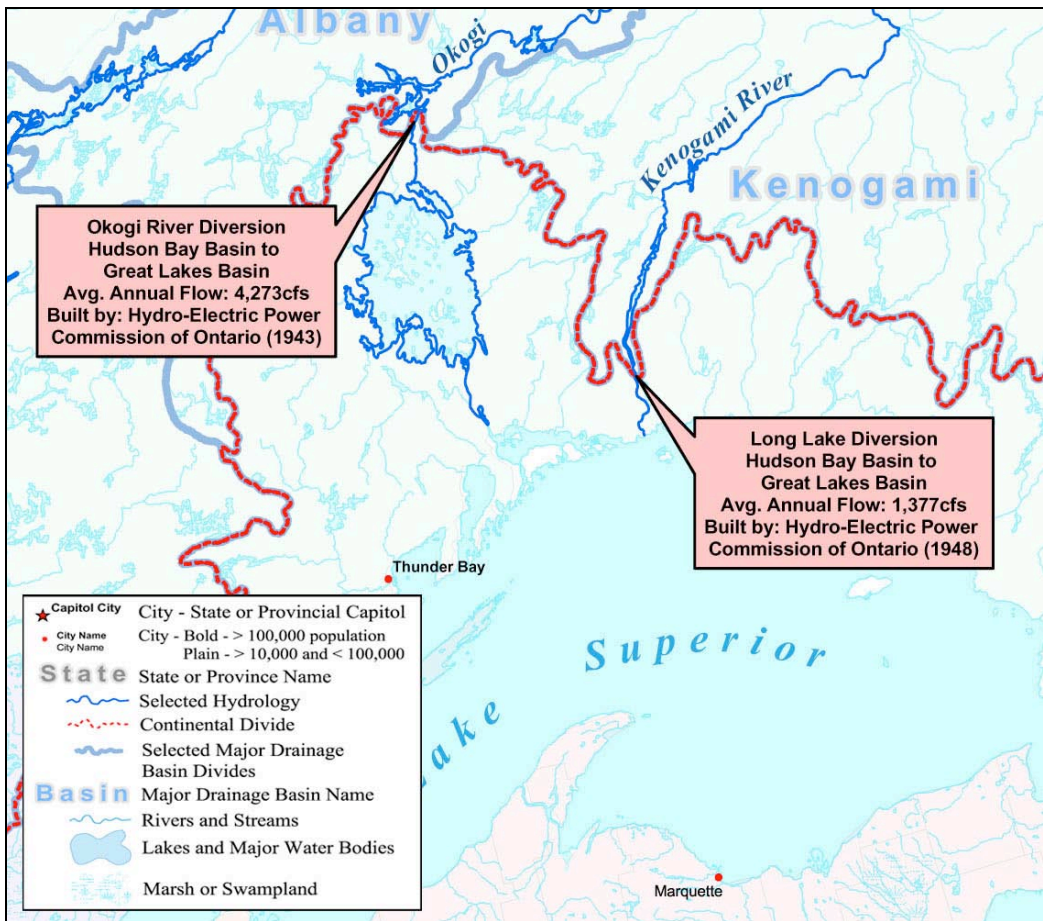 Albany
Okogi
Kenogami River
Kenogami
Okogi River Diversion
Hudson Bay Basin to
Great Lakes Basin
Avg. Annual Flow: 4,273cfs
Built by: Hydro-Electric Power
Commission of Ontario (1943)
Long Lake Diversion
Hudson Bay Basin to
Great Lakes Basin
Avg. Annual Flow: 1,377cfs
Built by: Hydro-Electric Power
Commission of Ontario (1948)
Thunder Bay
Lake Superior
Marquette
Capitol City City - State or Provincial Capitol
City Name City - Bold - > 100,000 population
City Name Plain - > 10,000 and < 100,000
State State or Province Name
Selected Hydrology
Continental Divide
Selected Major Drainage
Basin Divides
Basin Major Drainage Basin Name
Rivers and Streams
Lakes and Major Water Bodies
Marsh or Swampland